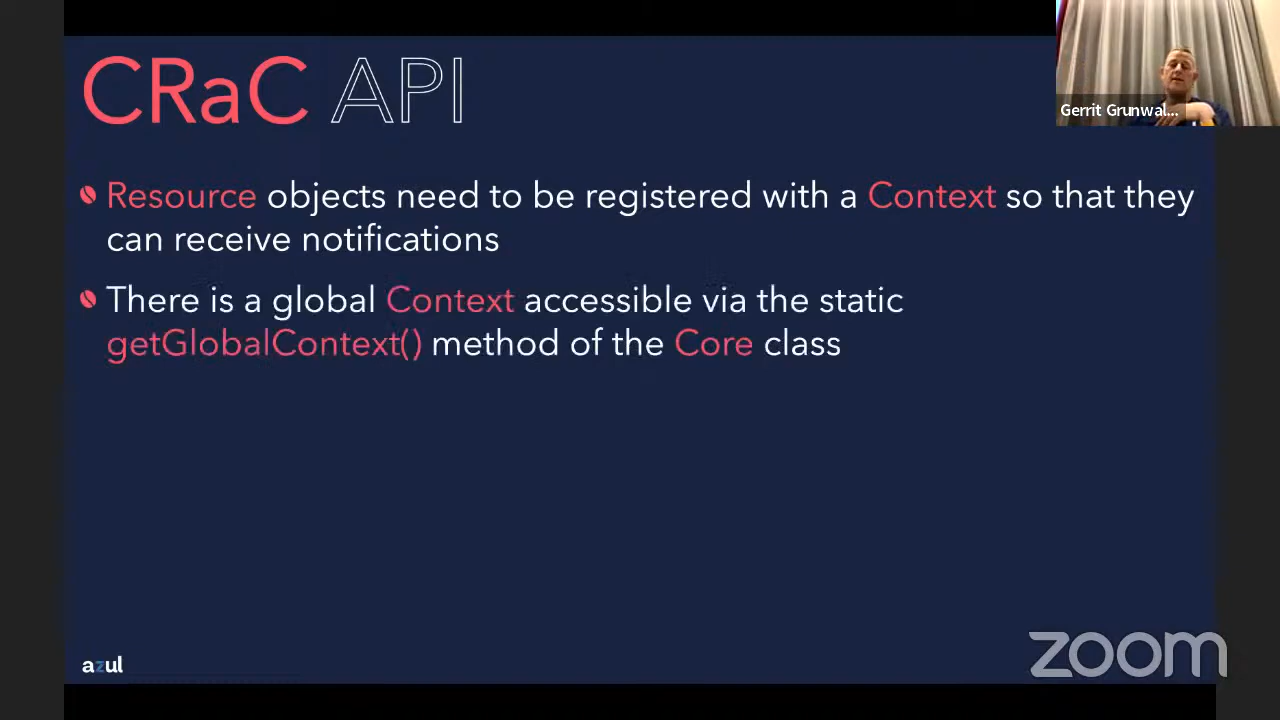 CRaC API
Gerrit Grunwal...
Resource objects need to be registered with a Context so that they
can receive notifications
There is a global Context accessible via the static
getGlobalContext() method of the Core class
azul
zoom